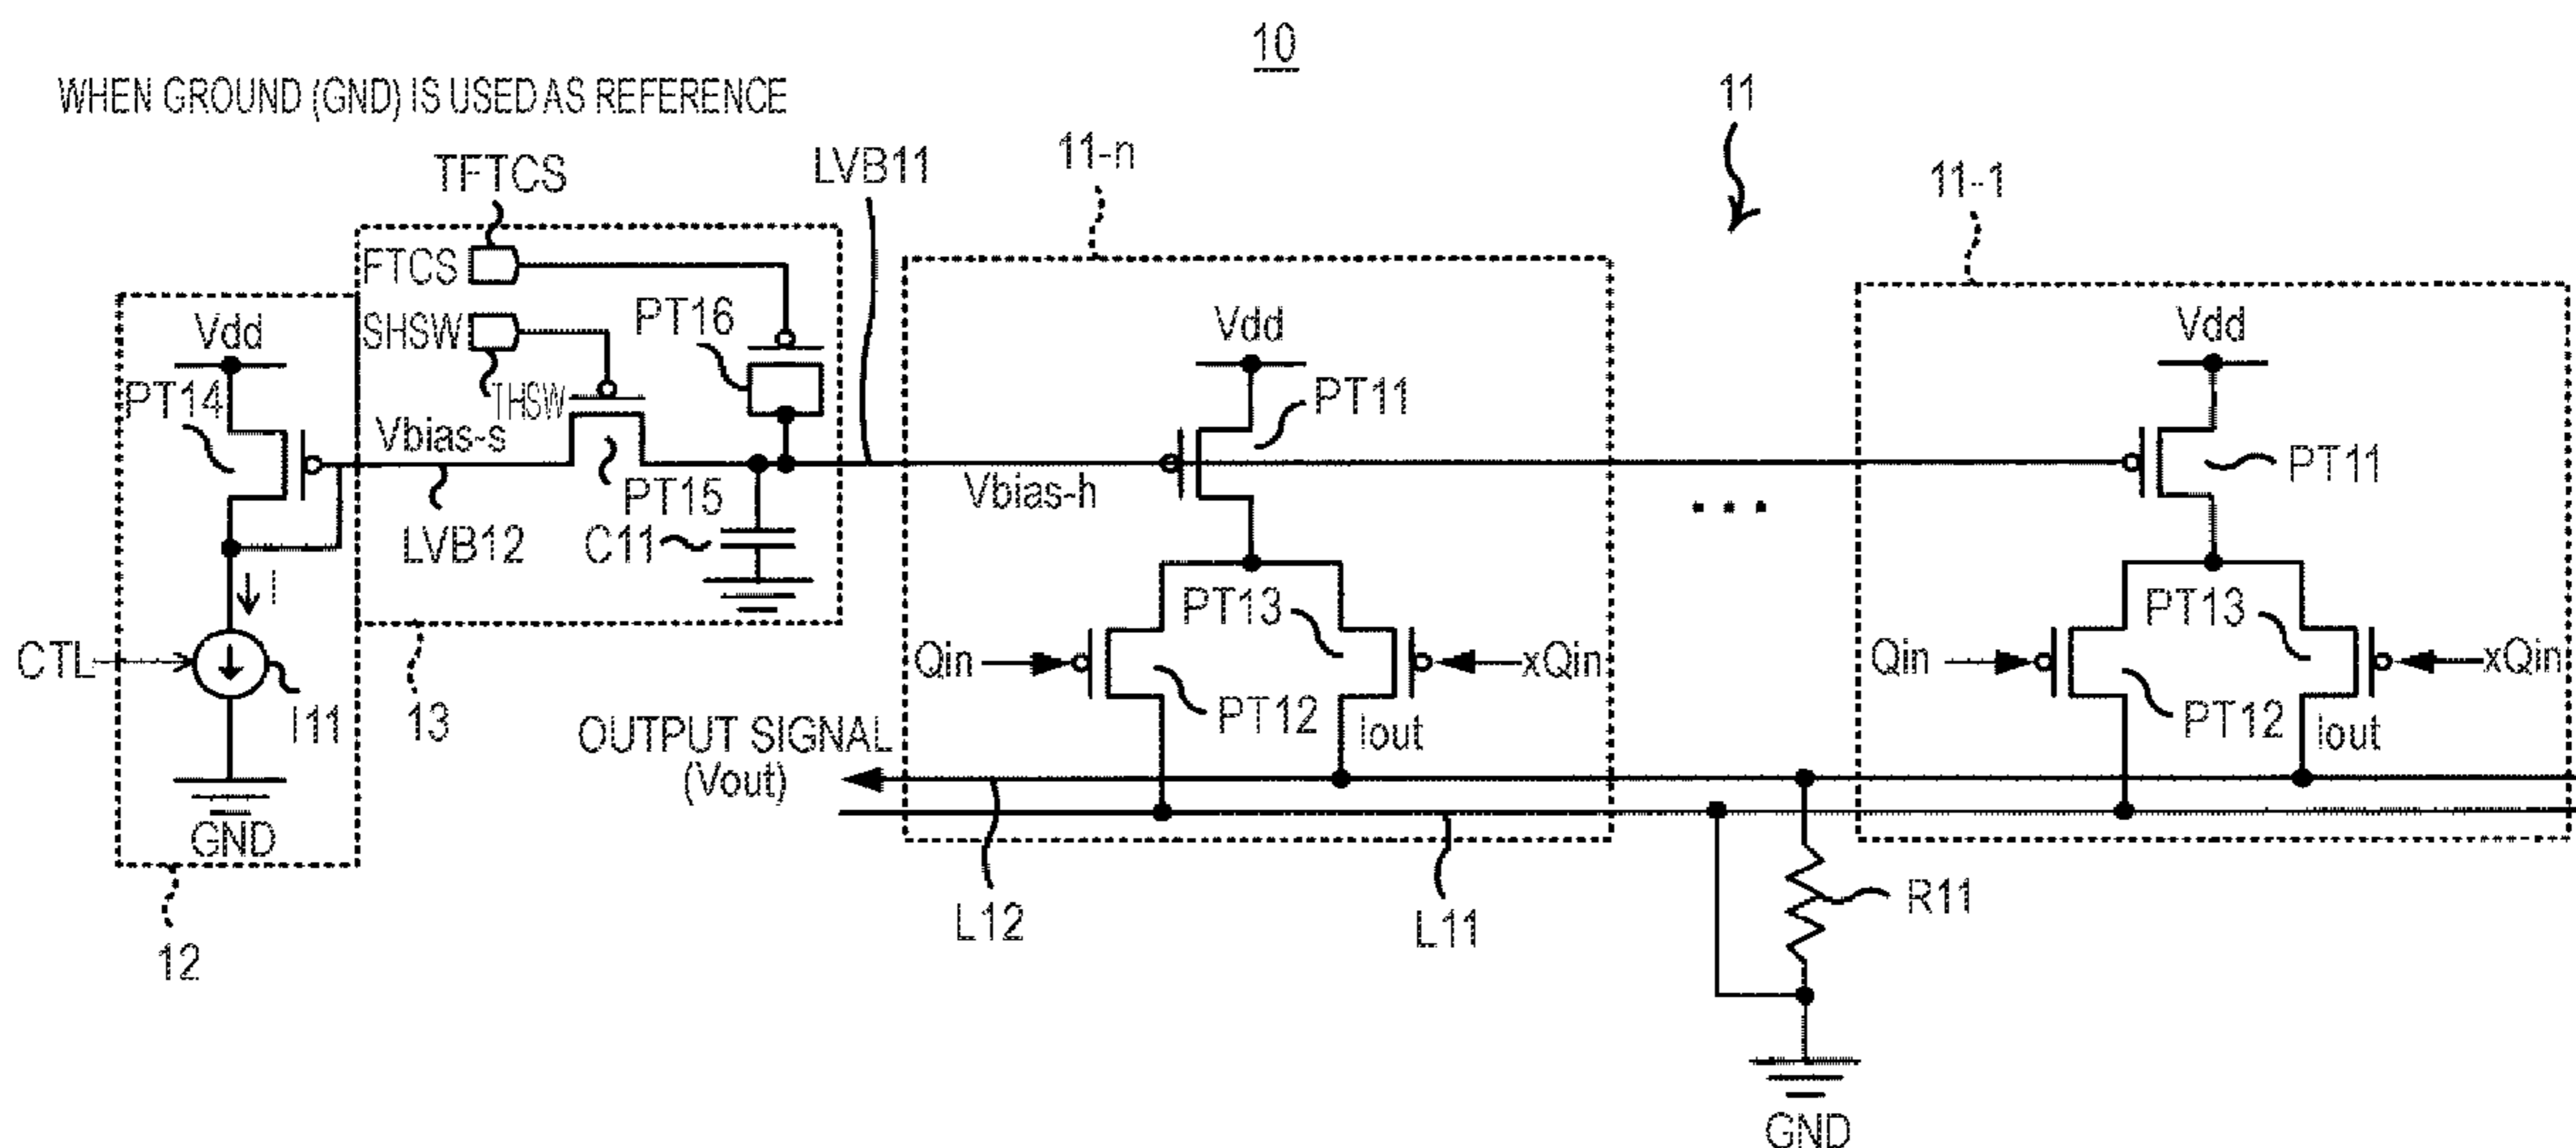 10
WHEN GROUND (GND) IS USED AS REFERENCE
11
TFTCS
LVB11
11-n
11-1
FTCS
SHSW
PT16
Vdd
Vdd
Vdd
PT14
THSW
PT11
Vbias-s
PT15
Vbias-h
PT11
LVB12
C11
...
i
PT13
PT13
CTL
Qin
xQin
Qin
xQin
I11
13
PT12
Iout
PT12
Iout
OUTPUT SIGNAL
(Vout)
GND
12
L12
L11
R11
GND